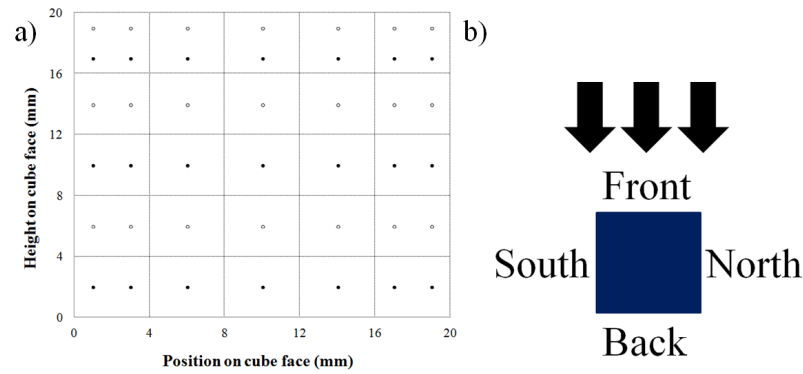 a)
Height on cube face (mm)
20
16
12
8
4
0
0 4 8 12 16 20
Position on cube face (mm)
b)
Front
South North
Back